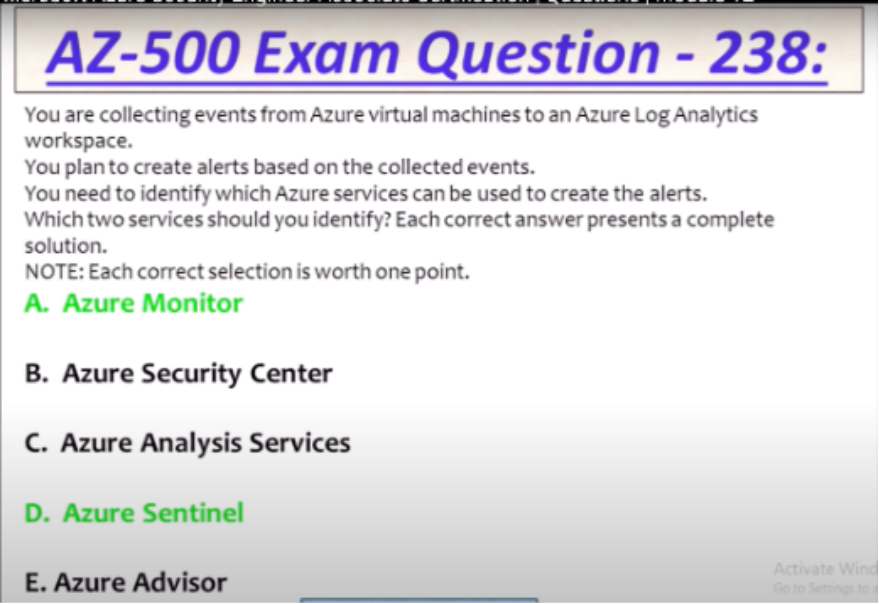 AZ-500 Exam Question - 238:
You are collecting events from Azure virtual machines to an Azure Log Analytics
workspace.
You plan to create alerts based on the collected events.
You need to identify which Azure services can be used to create the alerts.
Which two services should you identify? Each correct answer presents a complete
solution.
NOTE: Each correct selection is worth one point.
A. Azure Monitor
B. Azure Security Center
C. Azure Analysis Services
D. Azure Sentinel
E. Azure Advisor
Activate Wind
Go to Settings to a